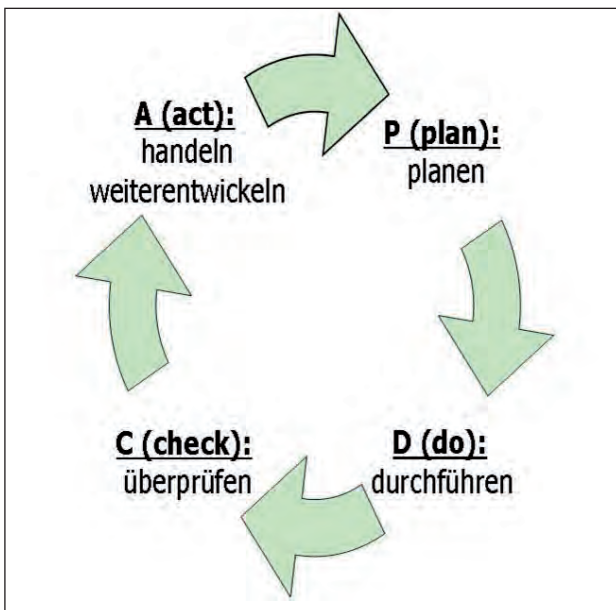 A (act):
handeln
weiterentwickeln
P (plan):
planen
D (do):
durchführen
C (check):
überprüfen